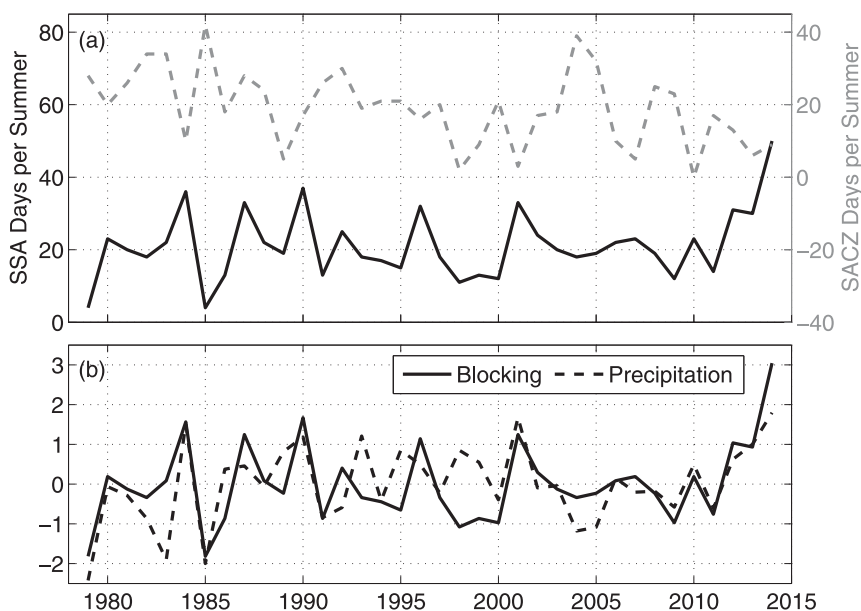 (a)
80
60
40
20
0
SSA Days per Summer
40
20
0
−20
−40
SACZ Days per Summer
(b)
Blocking Precipitation
3
2
1
0
−1
−2
1980 1985 1990 1995 2000 2005 2010 2015